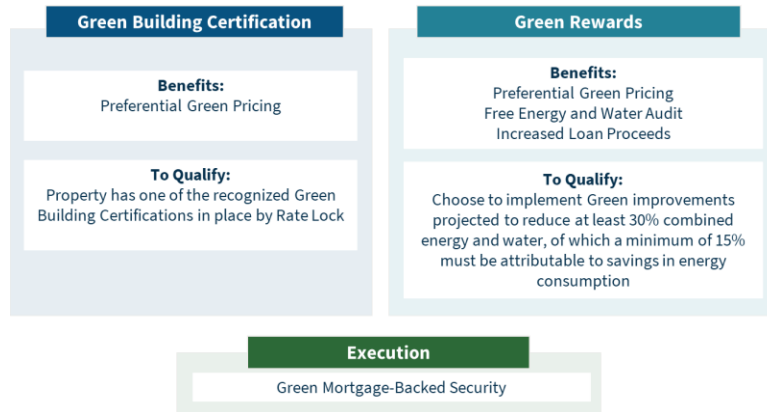 Green Building Certification
Benefits:
Preferential Green Pricing
To Qualify:
Property has one of the recognized Green
Building Certifications in place by Rate Lock
Green Rewards
Benefits:
Preferential Green Pricing
Free Energy and Water Audit
Increased Loan Proceeds
To Qualify:
Choose to implement Green improvements
projected to reduce at least 30% combined
energy and water, of which a minimum of 15%
must be attributable to savings in energy
consumption
Execution
Green Mortgage-Backed Security